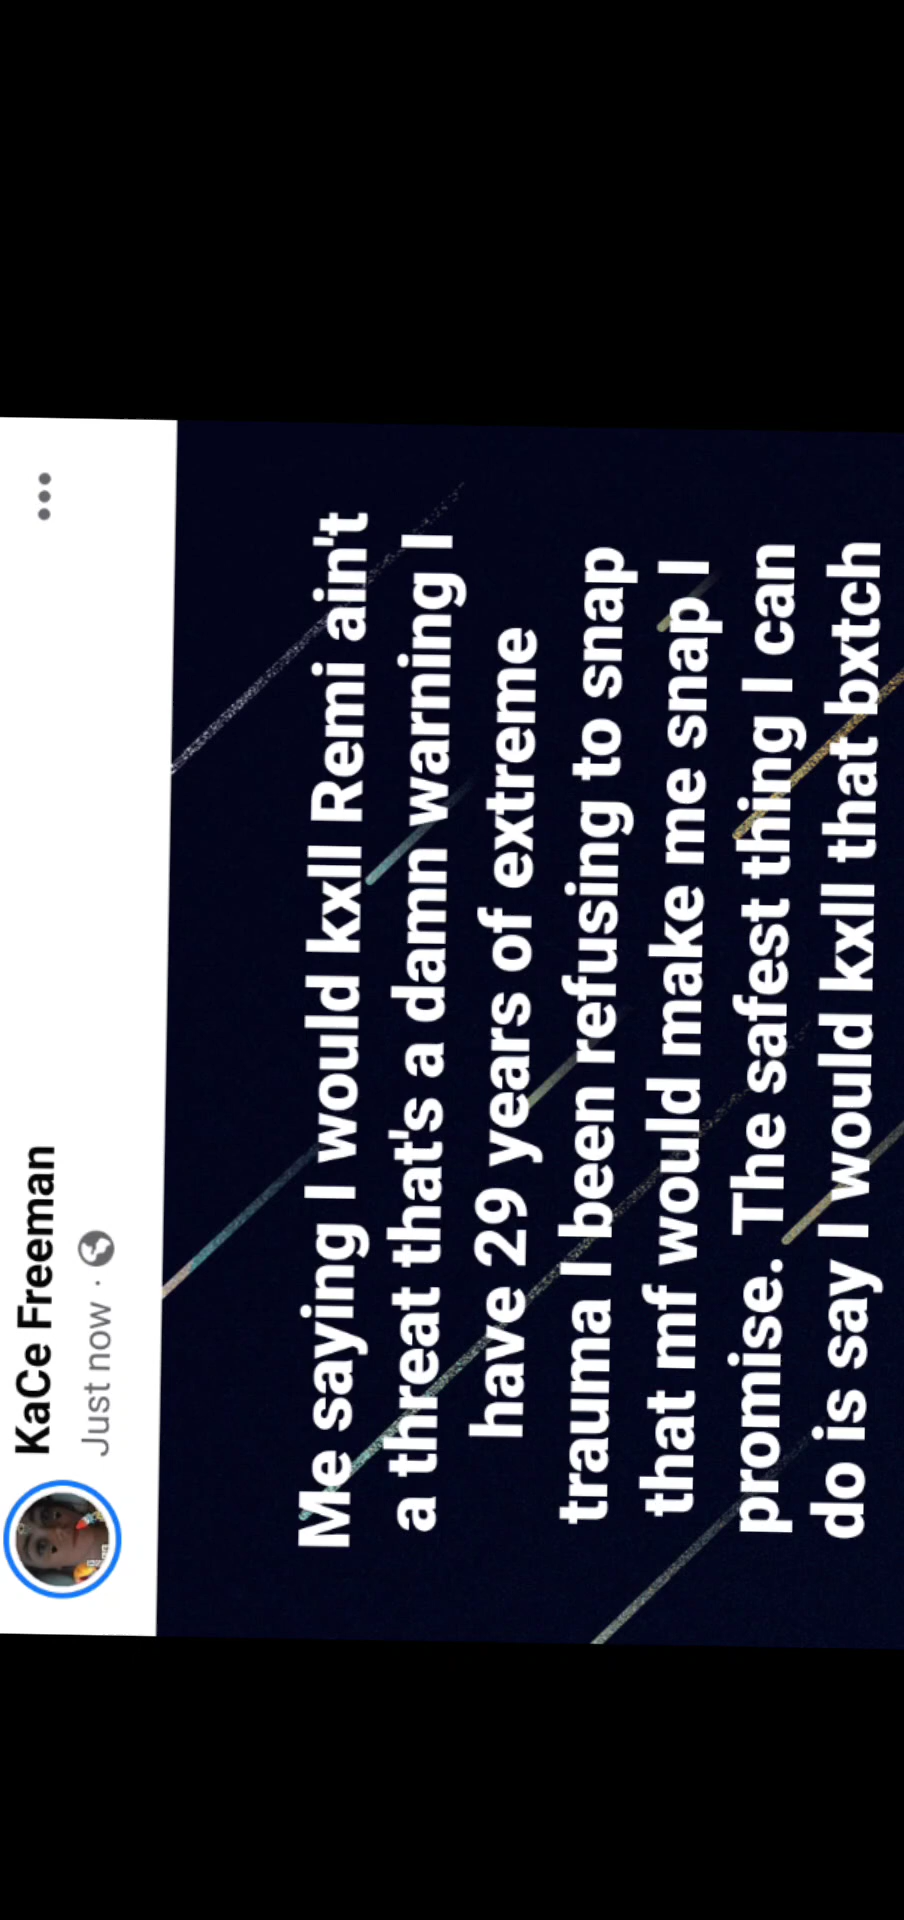 KaCe Freeman
Just now ·
Me saying I would kxll Remi ain't
a threat that's a damn warning I
have 29 years of extreme
trauma I been refusing to snap
that mf would make me snap I
promise. The safest thing I can
do is say I would kxll that bxtch